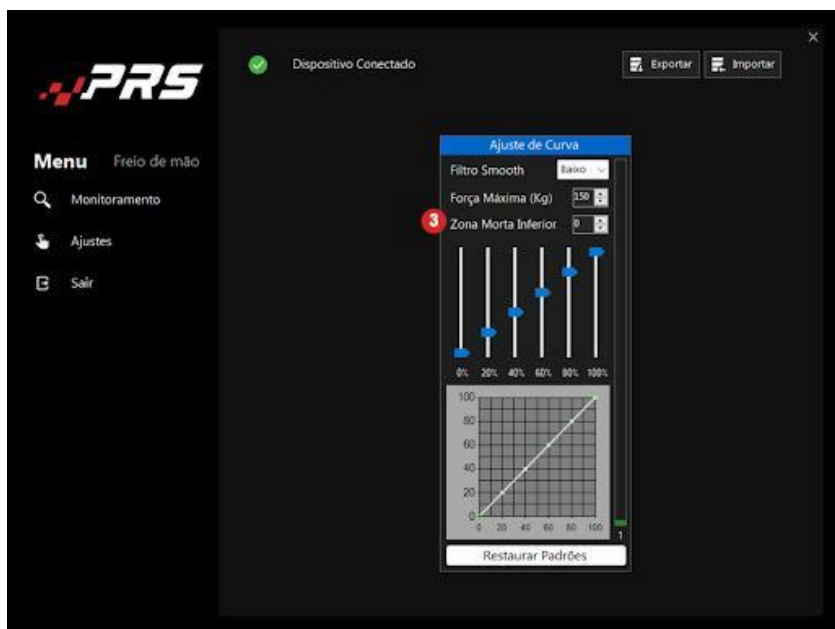 PRS
Dispositivo Conectado
Exportar
Importar
Menu Freio de mão
Monitoramento
Ajustes
Sair
Ajuste de Curva
Filtro Smooth Baixo
Força Máxima (Kg) 150
3 Zona Morta Inferior 0
0% 20% 40% 60% 80% 100%
100
80
60
40
20
0
0 20 40 60 80 100
1
Restaurar Padrões